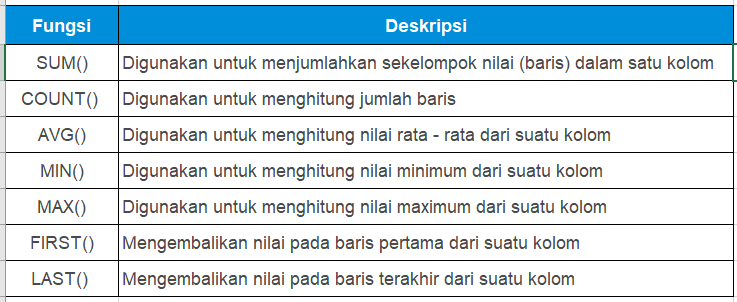 Fungsi Deskripsi
SUM() Digunakan untuk menjumlahkan sekelompok nilai (baris) dalam satu kolom
COUNT() Digunakan untuk menghitung jumlah baris
AVG() Digunakan untuk menghitung nilai rata - rata dari suatu kolom
MIN() Digunakan untuk menghitung nilai minimum dari suatu kolom
MAX() Digunakan untuk menghitung nilai maximum dari suatu kolom
FIRST() Mengembalikan nilai pada baris pertama dari suatu kolom
LAST() Mengembalikan nilai pada baris terakhir dari suatu kolom